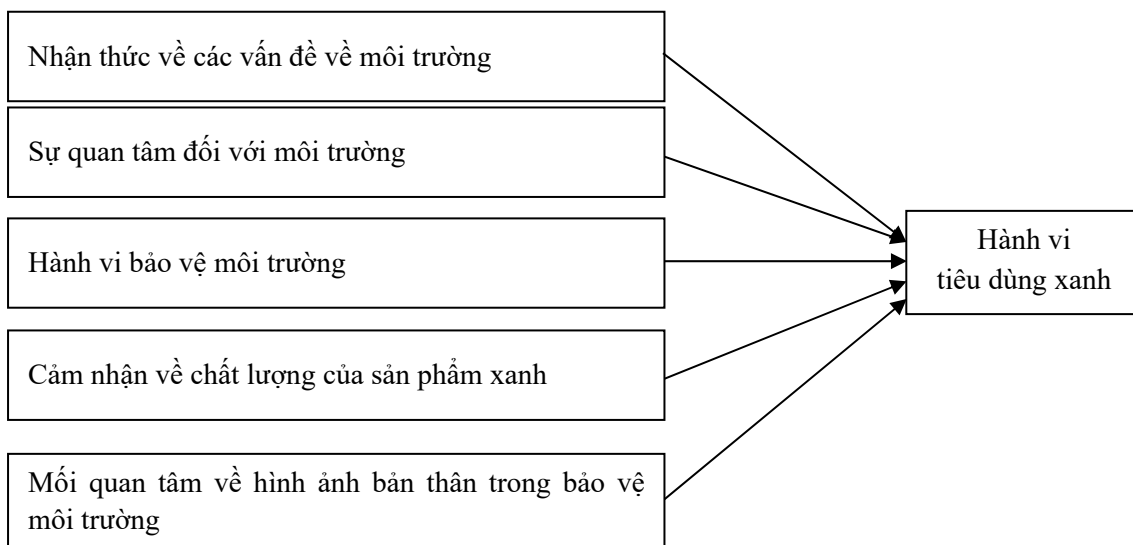 Nhận thức về các vấn đề về môi trường
Sự quan tâm đối với môi trường
Hành vi bảo vệ môi trường
Cảm nhận về chất lượng của sản phẩm xanh
Mối quan tâm về hình ảnh bản thân trong bảo vệ
môi trường
Hành vi
tiêu dùng xanh